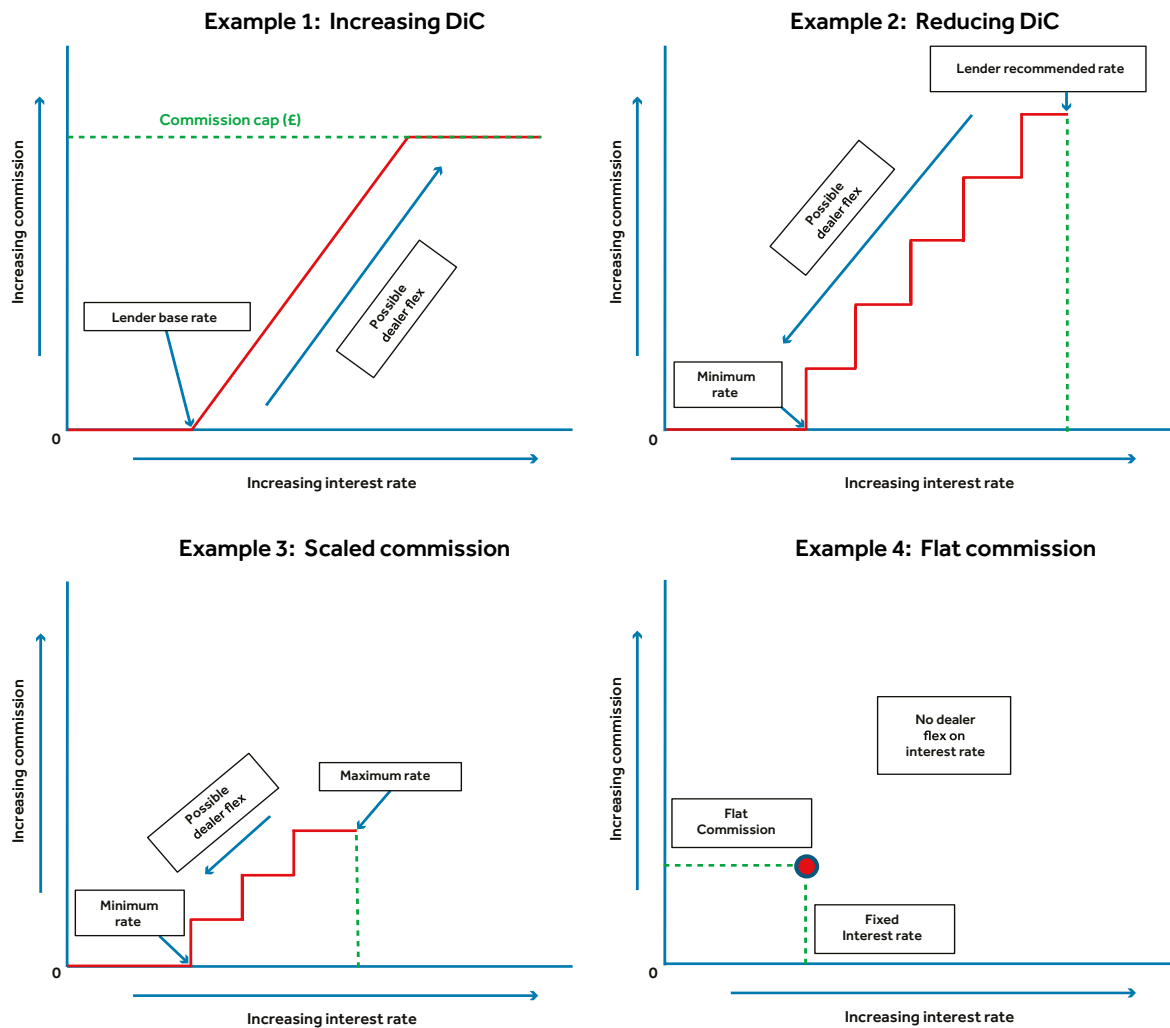 Example 1: Increasing DiC
Increasing commission
Commission cap (£)
Lender base rate
Possible
dealer flex
0
Increasing interest rate
Example 2: Reducing DiC
Increasing commission
Lender recommended rate
Possible
dealer flex
Minimum
rate
0
Increasing interest rate
Example 3: Scaled commission
Increasing commission
Possible
dealer flex
Maximum rate
Minimum
rate
0
Increasing interest rate
Example 4: Flat commission
Increasing commission
No dealer
flex on
interest rate
Flat
Commission
Fixed
Interest rate
0
Increasing interest rate